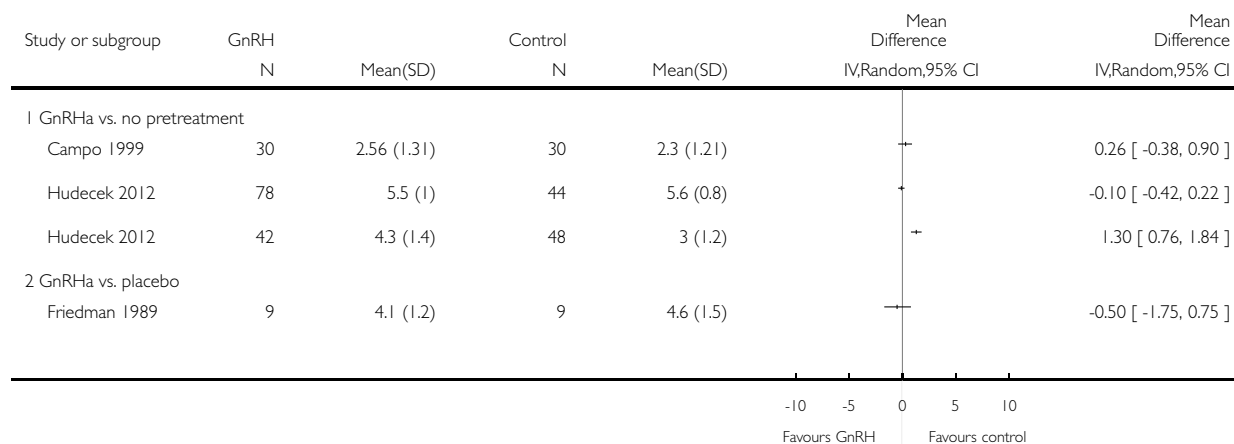 Mean Mean
Study or subgroup GnRH Control Difference Difference
N Mean(SD) N Mean(SD) IV,Random,95% CI IV,Random,95% CI
1 GnRHa vs. no pretreatment
Campo 1999 30 2.56 (1.31) 30 2.3 (1.21) 0.26 [ -0.38, 0.90 ]
Hudecek 2012 78 5.5 (1) 44 5.6 (0.8) -0.10 [ -0.42, 0.22 ]
Hudecek 2012 42 4.3 (1.4) 48 3 (1.2) 1.30 [ 0.76, 1.84 ]
2 GnRHa vs. placebo
Friedman 1989 9 4.1 (1.2) 9 4.6 (1.5) -0.50 [ -1.75, 0.75 ]
-10 -5 0 5 10
Favours GnRH Favours control